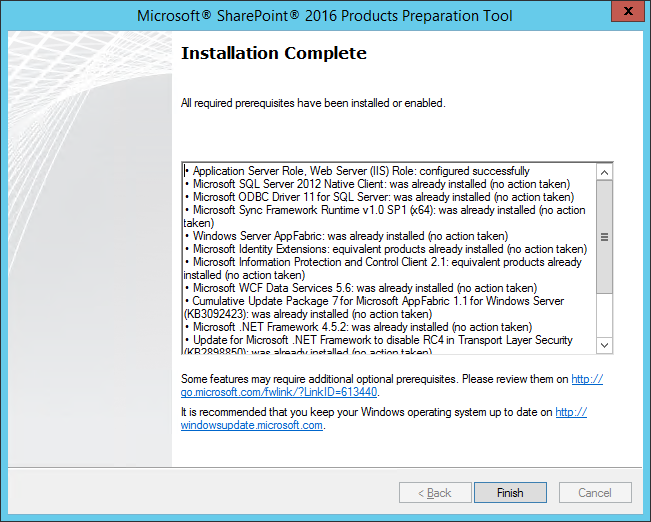 Microsoft® SharePoint® 2016 Products Preparation Tool
x
Installation Complete
All required prerequisites have been installed or enabled.
• Application Server Role, Web Server (IIS) Role: configured successfully
• Microsoft SQL Server 2012 Native Client: was already installed (no action taken)
• Microsoft ODBC Driver 11 for SQL Server: was already installed (no action taken)
• Microsoft Sync Framework Runtime v1.0 SP1 (x64): was already installed (no action
taken)
• Windows Server AppFabric: was already installed (no action taken)
• Microsoft Identity Extensions: equivalent products already installed (no action taken)
• Microsoft Information Protection and Control Client 2.1: equivalent products already
installed (no action taken)
• Microsoft WCF Data Services 5.6: was already installed (no action taken)
• Cumulative Update Package 7 for Microsoft AppFabric 1.1 for Windows Server
(KB3092423): was already installed (no action taken)
• Microsoft .NET Framework 4.5.2: was already installed (no action taken)
• Update for Microsoft .NET Framework to disable RC4 in Transport Layer Security
(KB2898850): was already installed (no action taken)
Some features may require additional optional prerequisites. Please review them on http://
go.microsoft.com/fwlink/?LinkID=613440.
It is recommended that you keep your Windows operating system up to date on http://
windowsupdate.microsoft.com.
< Back
Finish
Cancel